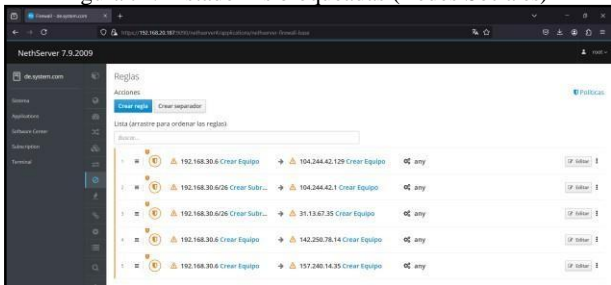 Firewall - de.system.com
https://192.168.20.187:9090/nethserver#/applications/nethserver-firewall-base
NethServer 7.9.2009
root
de.system.com
Sistema
Applications
Software Center
Subscription
Terminal
Reglas
Acciones
Políticas
Crear regla Crear separador
Lista (arrastre para ordenar las reglas)
Buscar...
1 192.168.30.6 Crear Equipo 104.244.42.129 Crear Equipo any Editar
2 192.168.30.6/26 Crear Subr... 104.244.42.1 Crear Equipo any Editar
3 192.168.30.6/26 Crear Subr... 31.13.67.35 Crear Equipo any Editar
4 192.168.30.6 Crear Equipo 142.250.78.14 Crear Equipo any Editar
5 192.168.30.6 Crear Equipo 157.240.14.35 Crear Equipo any Editar